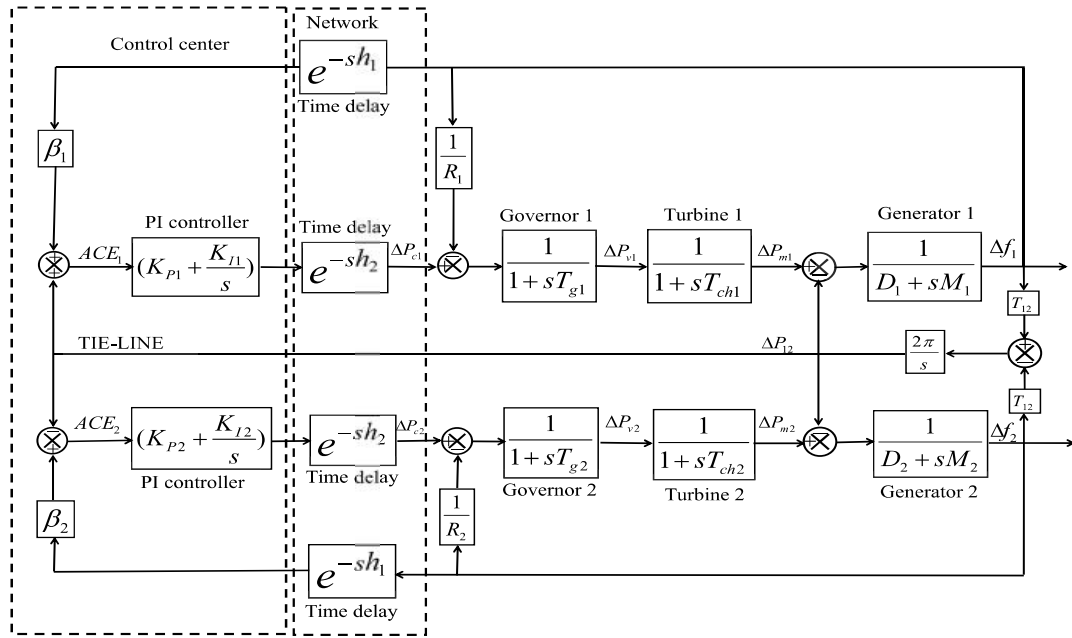 Network
Control center
e^{-sh_1}
Time delay
β_1
1/R_1
PI controller
Time delay
Governor 1
Turbine 1
Generator 1
ACE_1
(K_{P1} + K_{I1}/s)
e^{-sh_2}
ΔP_{c1}
1/(1 + sT_{g1})
ΔP_{v1}
1/(1 + sT_{ch1})
ΔP_{m1}
1/(D_1 + sM_1)
Δf_1
T_{12}
TIE-LINE
ΔP_{12}
2π/s
T_{12}
ACE_2
(K_{P2} + K_{I2}/s)
e^{-sh_2}
ΔP_{c2}
1/(1 + sT_{g2})
ΔP_{v2}
1/(1 + sT_{ch2})
ΔP_{m2}
1/(D_2 + sM_2)
Δf_2
PI controller
Time delay
Governor 2
Turbine 2
Generator 2
β_2
1/R_2
e^{-sh_1}
Time delay